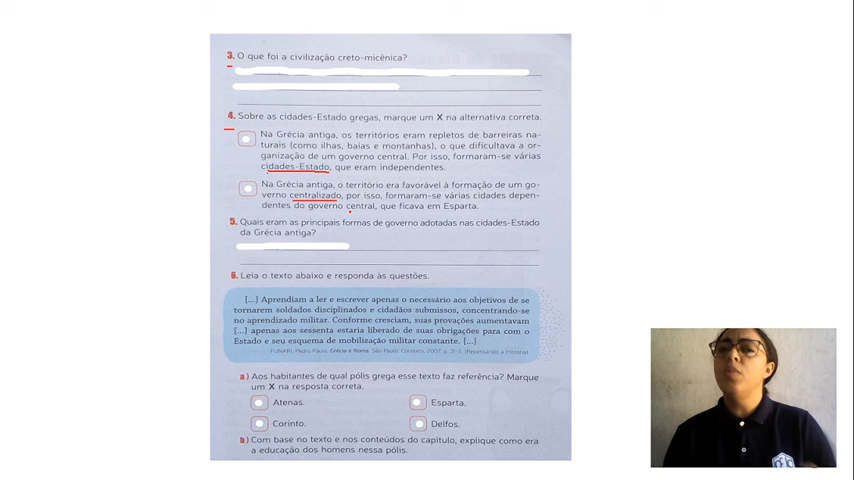 3. O que foi a civilização creto-micênica?
4. Sobre as cidades-Estado gregas, marque um X na alternativa correta.
Na Grécia antiga, os territórios eram repletos de barreiras na-
turais (como ilhas, baías e montanhas), o que dificultava a or-
ganização de um governo central. Por isso, formaram-se várias
cidades-Estado, que eram independentes.
Na Grécia antiga, o território era favorável à formação de um go-
verno centralizado, por isso, formaram-se várias cidades depen-
dentes do governo central, que ficava em Esparta.
5. Quais eram as principais formas de governo adotadas nas cidades-Estado
da Grécia antiga?
6. Leia o texto abaixo e responda às questões.
[...] Aprendiam a ler e escrever apenas o necessário aos objetivos de se
tornarem soldados disciplinados e cidadãos submissos, concentrando-se
no aprendizado militar. Conforme cresciam, suas provações aumentavam
[...] apenas aos sessenta estaria liberado de suas obrigações para com o
Estado e seu esquema de mobilização militar constante. [...]
FUNARI, Pedro Paulo. Grécia e Roma. São Paulo: Contexto, 2007. p. (Repensando a História).
a) Aos habitantes de qual pólis grega esse texto faz referência? Marque
um X na resposta correta.
Atenas. Esparta.
Corinto. Delfos.
b) Com base no texto e nos conteúdos do capítulo, explique como era
a educação dos homens nessa pólis.